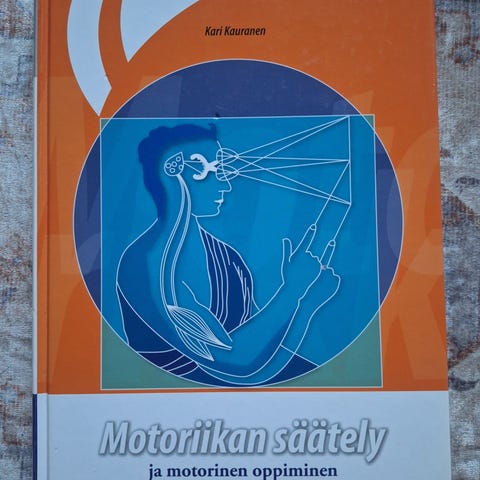 Kari Kauranen
Motoriikan säätely
ja motorinen oppiminen